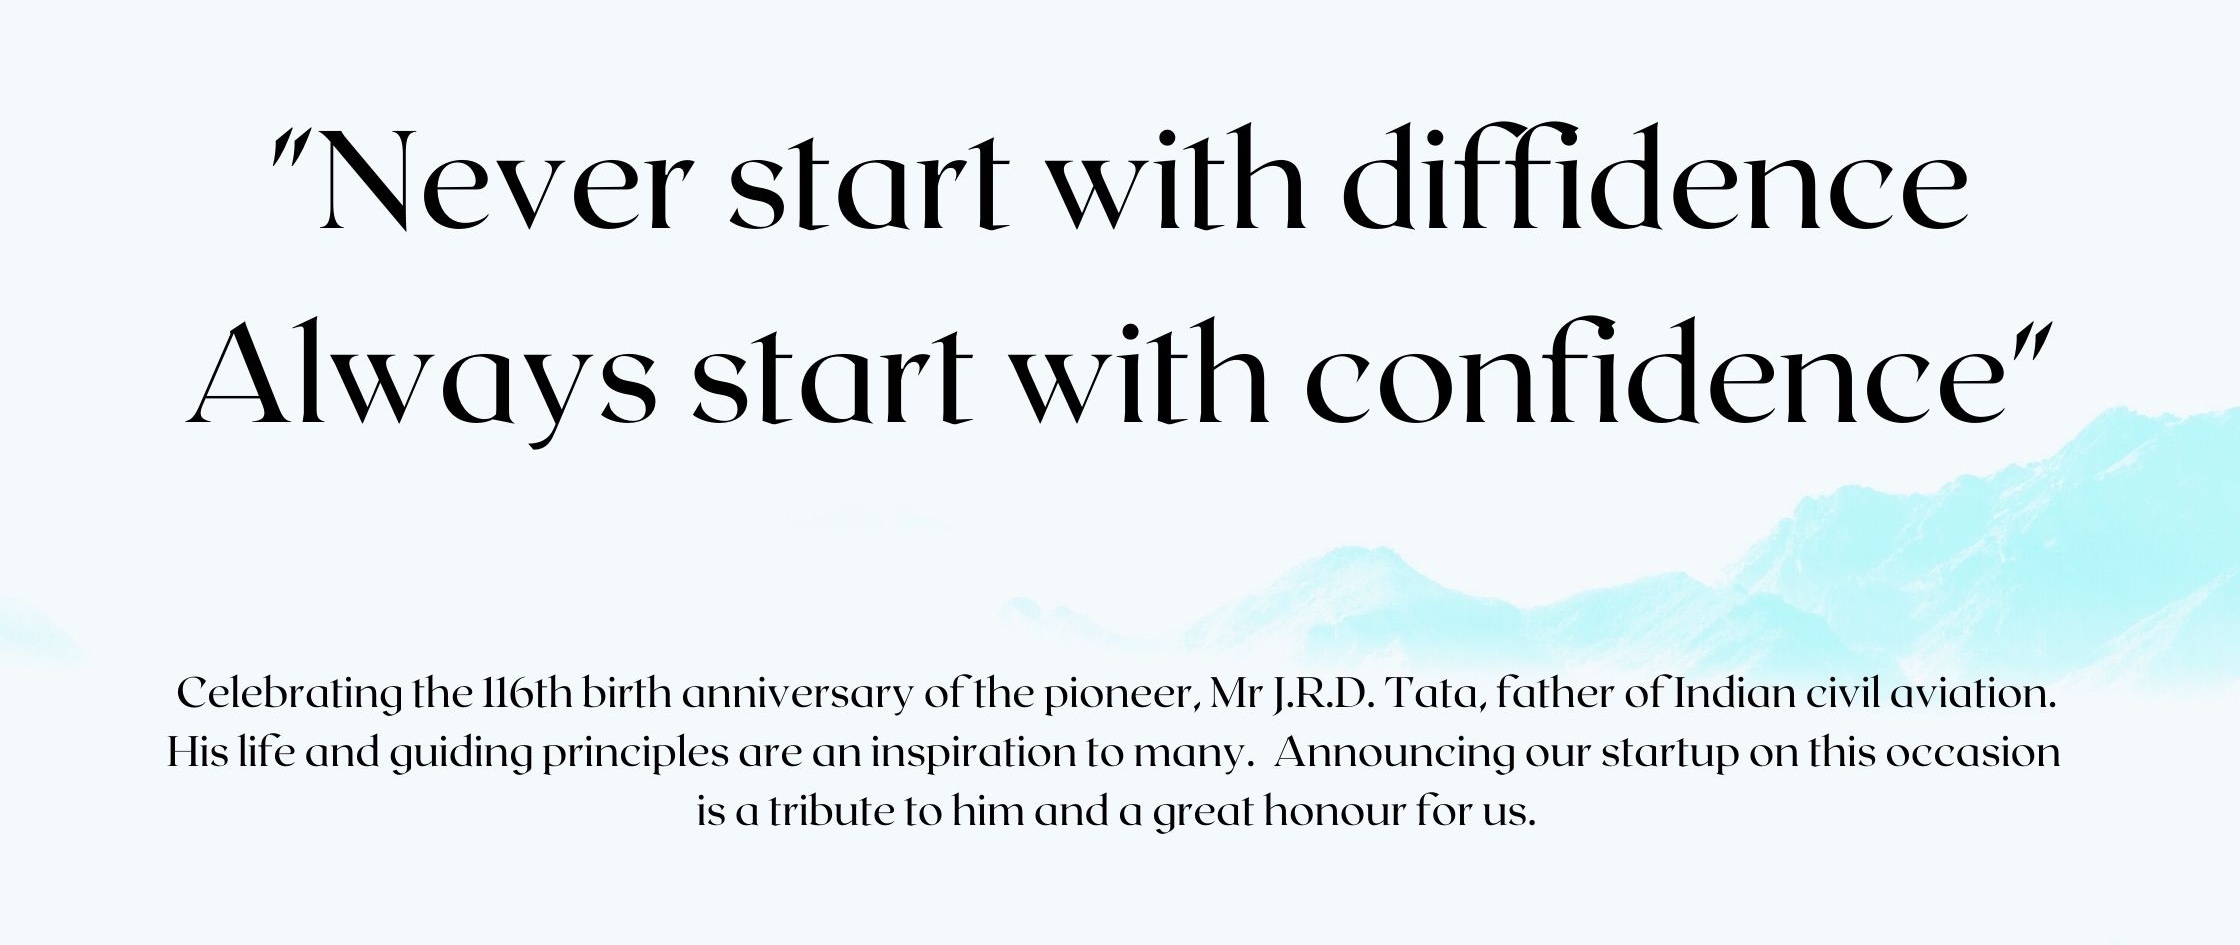 "Never start with diffidence
Always start with confidence"
Celebrating the 116th birth anniversary of the pioneer, Mr J.R.D. Tata, father of Indian civil aviation.
His life and guiding principles are an inspiration to many.  Announcing our startup on this occasion
is a tribute to him and a great honour for us.